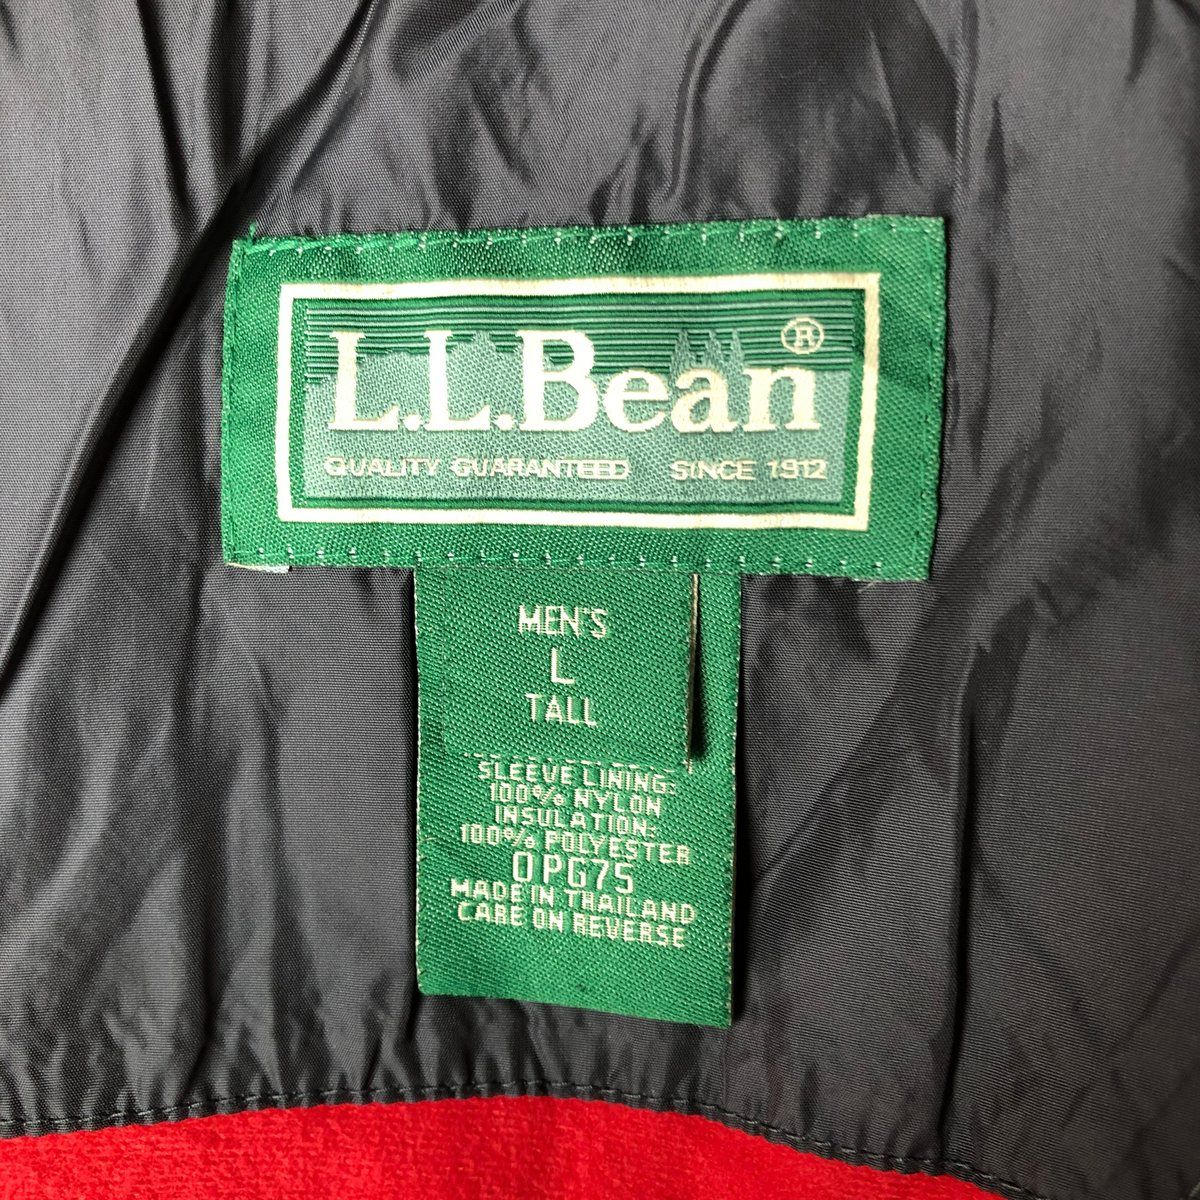 L.L.Bean®
QUALITY GUARANTEED SINCE 1912
MEN'S
L
TALL
SLEEVE LINING:
100% NYLON
INSULATION:
100% POLYESTER
OPG75
MADE IN THAILAND
CARE ON REVERSE